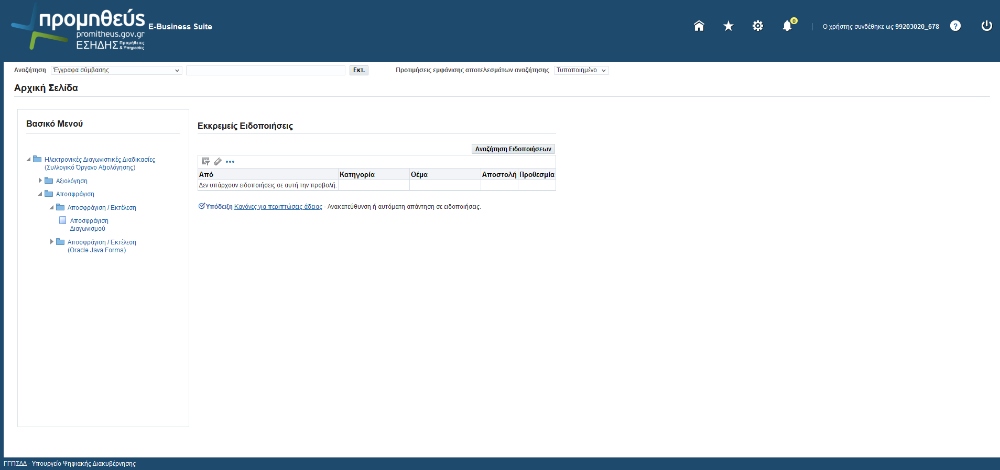 προμηθεύς
promitheus.gov.gr
ΕΣΗΔΗΣ Προμήθειες & Υπηρεσίες
E-Business Suite
0
Ο χρήστης συνδέθηκε ως 99203020_678
?
Αναζήτηση Έγγραφα σύμβασης Εκτ. Προτιμήσεις εμφάνισης αποτελεσμάτων αναζήτησης Τυποποιημένο
Αρχική Σελίδα
Βασικό Μενού
Ηλεκτρονικές Διαγωνιστικές Διαδικασίες
(Συλλογικό Όργανο Αξιολόγησης)
Αξιολόγηση
Αποσφράγιση
Αποσφράγιση / Εκτέλεση
Αποσφράγιση
Διαγωνισμού
Αποσφράγιση / Εκτέλεση
(Oracle Java Forms)
Εκκρεμείς Ειδοποιήσεις
Αναζήτηση Ειδοποιήσεων
Από Κατηγορία Θέμα Αποστολή Προθεσμία
Δεν υπάρχουν ειδοποιήσεις σε αυτή την προβολή.
Υπόδειξη Κανόνες για περιπτώσεις άδειας - Ανακατεύθυνση ή αυτόματη απάντηση σε ειδοποιήσεις.
ΓΓΠΣΔΔ - Υπουργείο Ψηφιακής Διακυβέρνησης